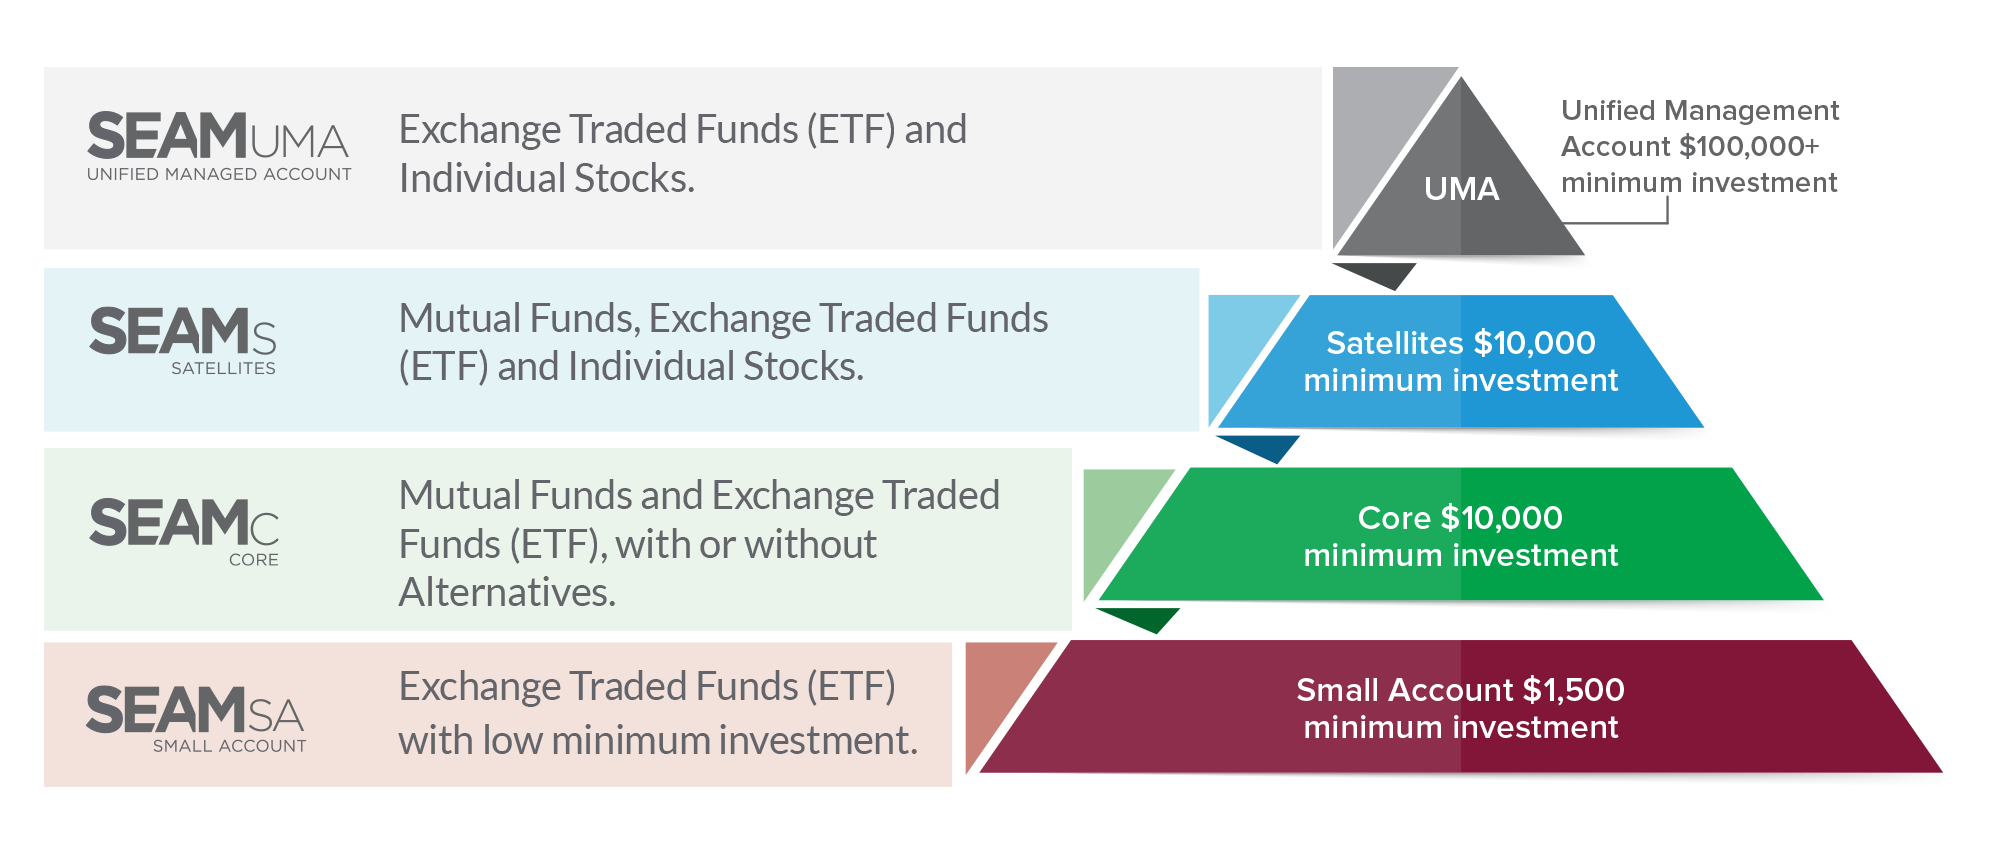 SEAMUMA
UNIFIED MANAGED ACCOUNT
Exchange Traded Funds (ETF) and
Individual Stocks.
UMA
Unified Management
Account $100,000+
minimum investment
SEAMS
SATELLITES
Mutual Funds, Exchange Traded Funds
(ETF) and Individual Stocks.
Satellites $10,000
minimum investment
SEAMC
CORE
Mutual Funds and Exchange Traded
Funds (ETF), with or without
Alternatives.
Core $10,000
minimum investment
SEAMSA
SMALL ACCOUNT
Exchange Traded Funds (ETF)
with low minimum investment.
Small Account $1,500
minimum investment